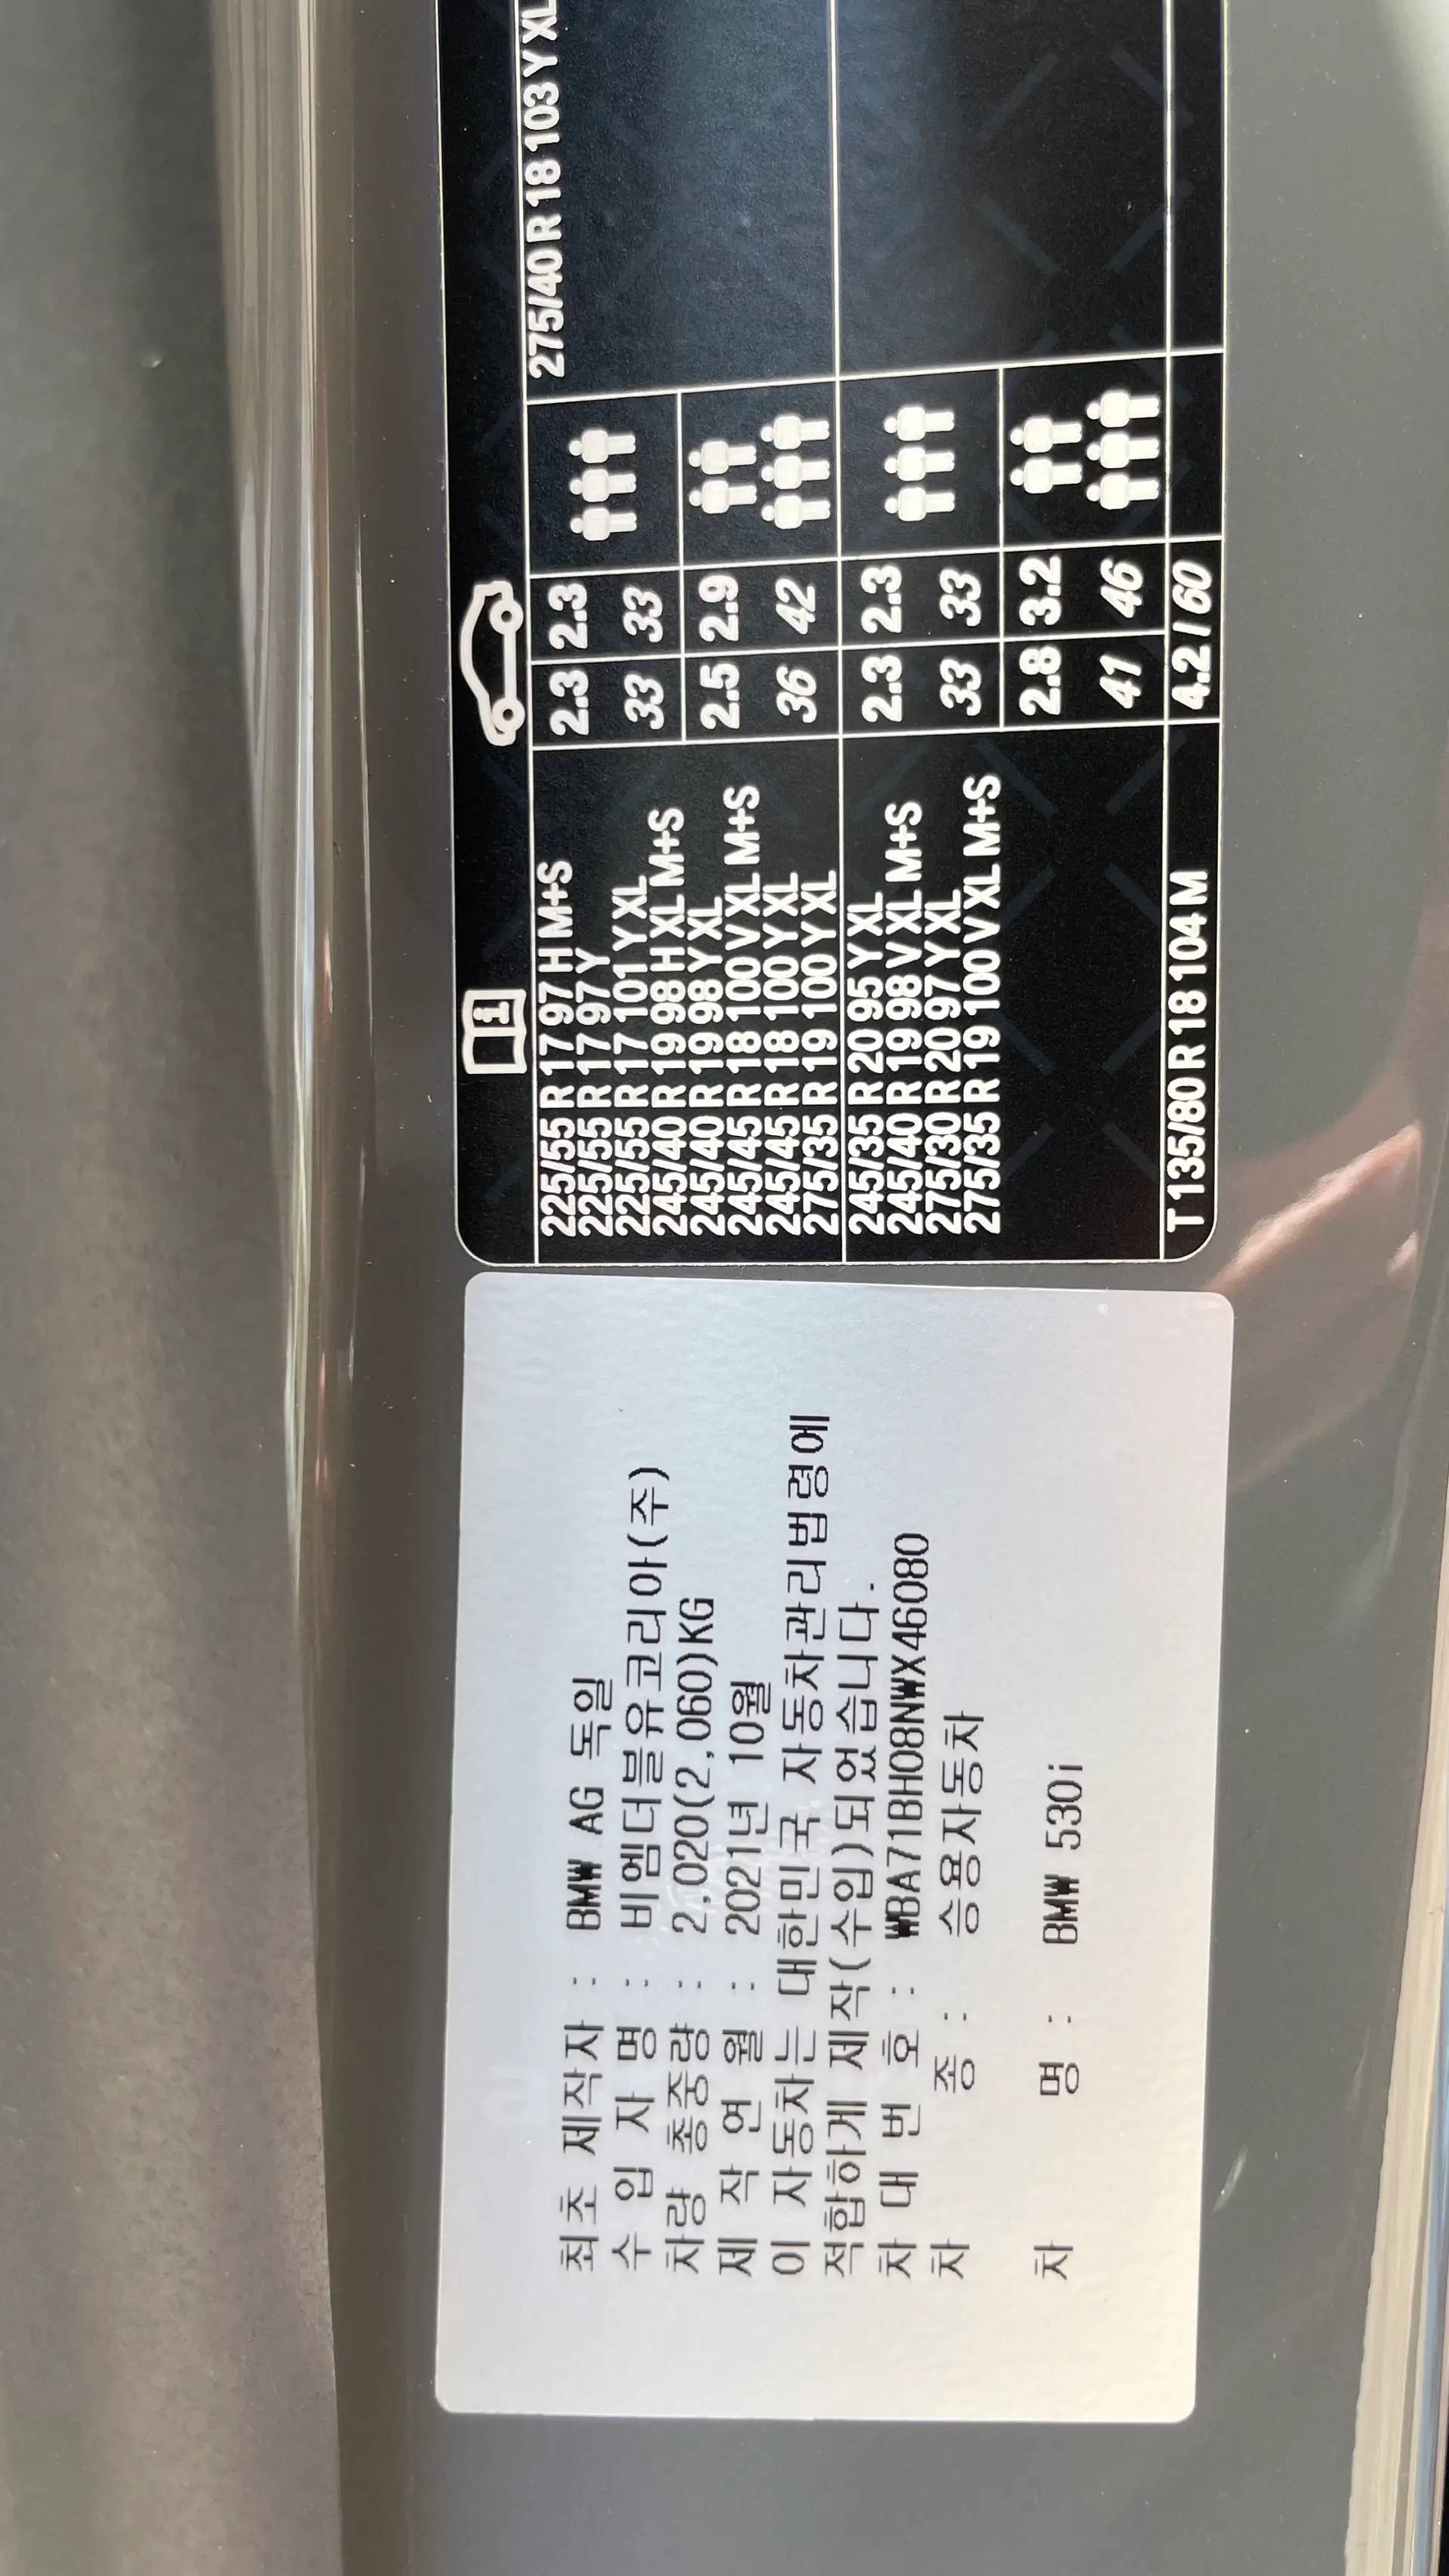 최초 제작자 : BMW AG 독일
수 입 자 명 : 비엠더블유코리아(주)
차량 총중량 : 2,020(2,060)KG
제 작 연 월 : 2021년 10월
이 자동차는 대한민국 자동차관리법령에
적합하게 제작(수입)되었습니다.
차 대 번 호 : WBA71BH08NWX46080
차 종 : 승용자동차
차 명 : BMW 530i
i
225/55 R 17 97 H M+S
225/55 R 17 97 Y
225/55 R 17 101 Y XL
245/40 R 19 98 H XL M+S
245/40 R 19 98 Y XL
245/45 R 18 100 V XL M+S
245/45 R 18 100 Y XL
275/35 R 19 100 Y XL
2.3 2.3
33 33
2.5 2.9
36 42
275/40 R 18 103 Y XL
245/35 R 20 95 Y XL
245/40 R 19 98 V XL M+S
275/30 R 20 97 Y XL
275/35 R 19 100 V XL M+S
2.3 2.3
33 33
2.8 3.2
41 46
T 135/80 R 18 104 M
4.2 / 60